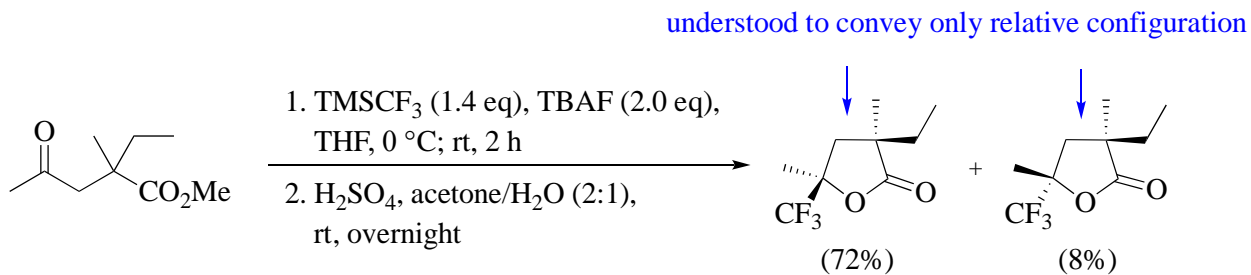 understood to convey only relative configuration
1. TMSCF₃ (1.4 eq), TBAF (2.0 eq),
THF, 0 °C; rt, 2 h
2. H₂SO₄, acetone/H₂O (2:1),
rt, overnight
O
CO₂Me
+
CF₃ O O
CF₃ O O
(72%) (8%)